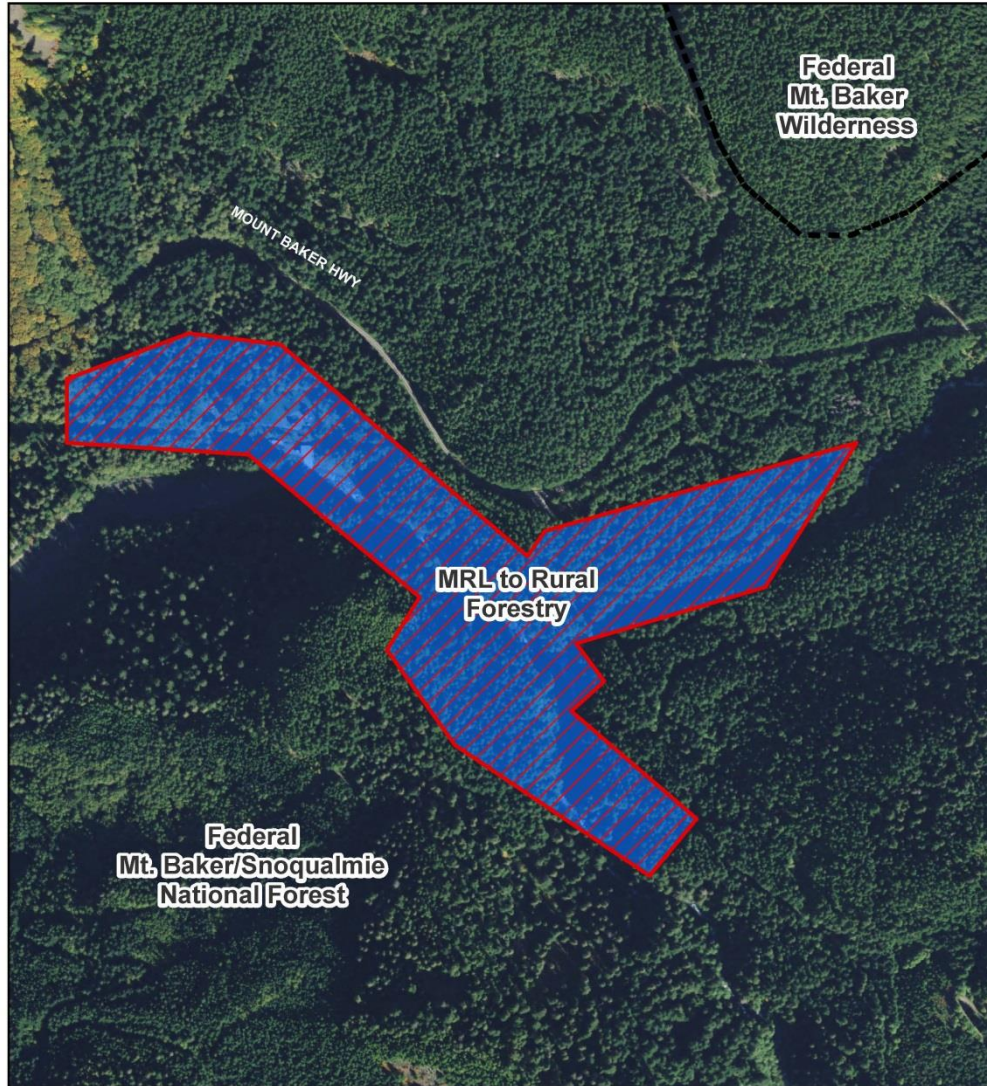 Federal
Mt. Baker
Wilderness
MOUNT BAKER HWY
MRL to Rural
Forestry
Federal
Mt. Baker/Snoqualmie
National Forest